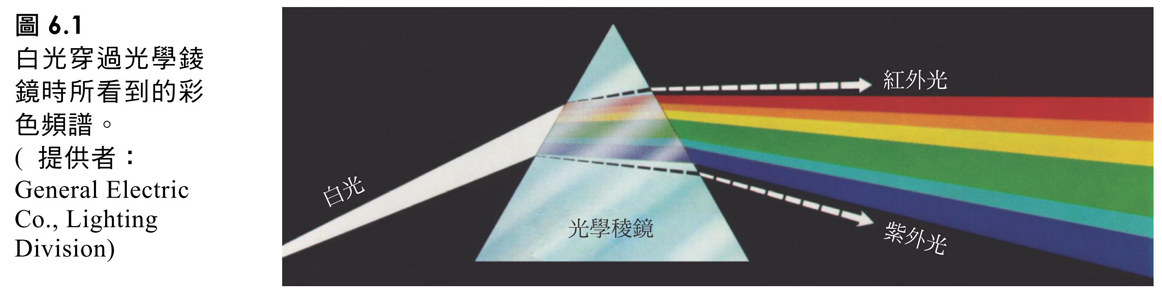 圖 6.1
白光穿過光學錂
鏡時所看到的彩
色頻譜。
( 提供者：
General Electric
Co., Lighting
Division)
白光
光學稜鏡
紅外光
紫外光